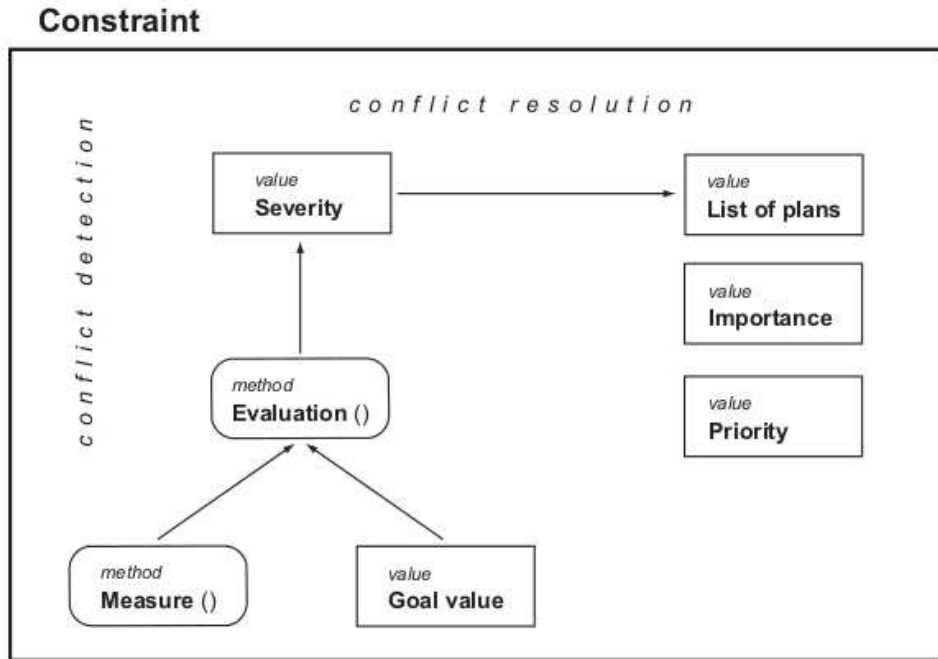 Constraint
conflict resolution
conflict detection
value
Severity
value
List of plans
value
Importance
method
Evaluation ()
value
Priority
method
Measure ()
value
Goal value